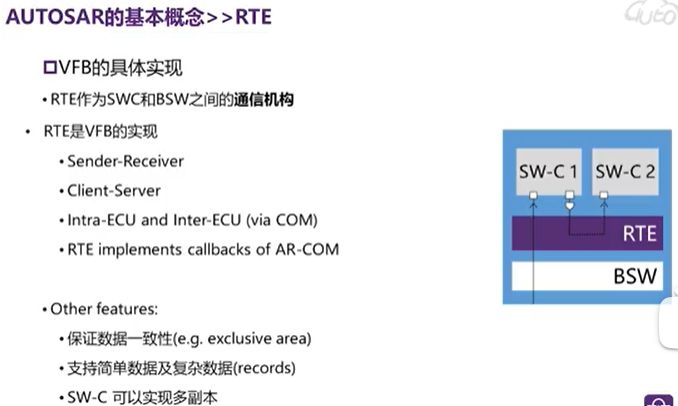 AUTOSAR的基本概念>>RTE
VFB的具体实现
•RTE作为SWC和BSW之间的通信机构
• RTE是VFB的实现
•Sender-Receiver
•Client-Server
•Intra-ECU and Inter-ECU (via COM)
•RTE implements callbacks of AR-COM
•Other features:
•保证数据一致性(e.g. exclusive area)
•支持简单数据及复杂数据(records)
•SW-C 可以实现多副本
SW-C 1
SW-C 2
RTE
BSW